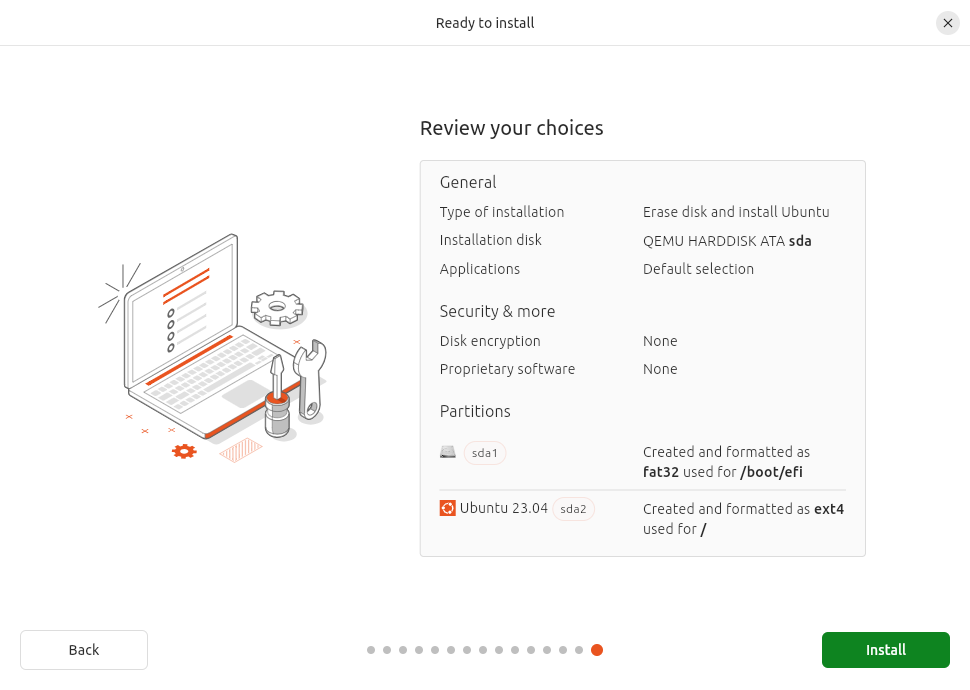 Ready to install
Review your choices
General
Type of installation Erase disk and install Ubuntu
Installation disk QEMU HARDDISK ATA sda
Applications Default selection
Security & more
Disk encryption None
Proprietary software None
Partitions
sda1 Created and formatted as
fat32 used for /boot/efi
Ubuntu 23.04 sda2 Created and formatted as ext4
used for /
Back Install